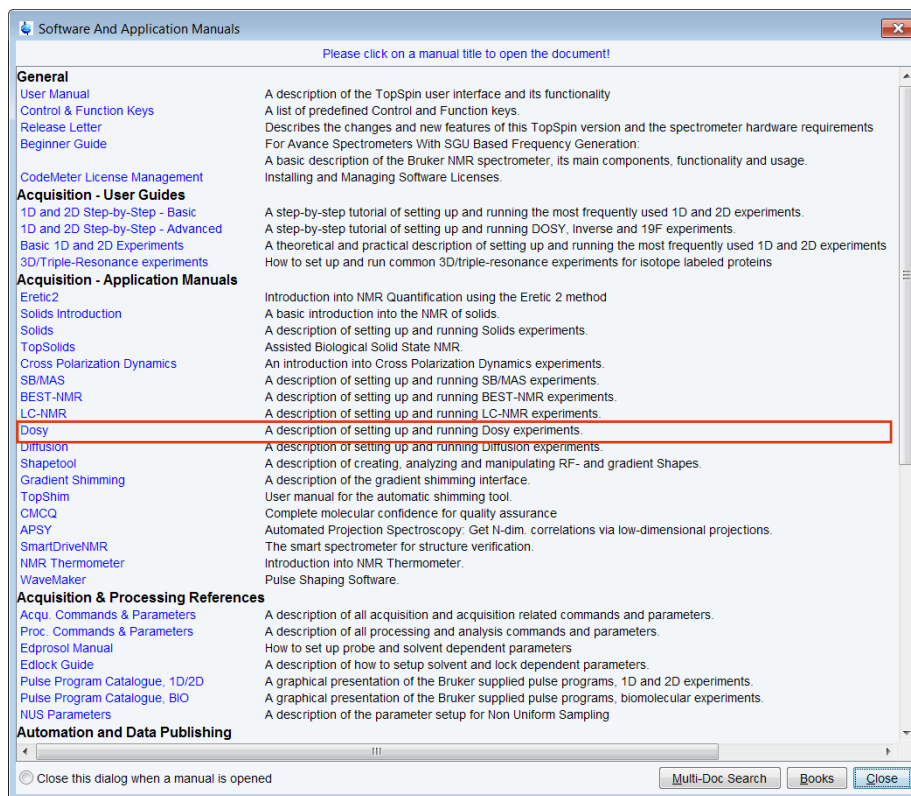 Software And Application Manuals
Please click on a manual title to open the document!
General
User Manual A description of the TopSpin user interface and its functionality
Control & Function Keys A list of predefined Control and Function keys.
Release Letter Describes the changes and new features of this TopSpin version and the spectrometer hardware requirements
Beginner Guide For Avance Spectrometers With SGU Based Frequency Generation:
A basic description of the Bruker NMR spectrometer, its main components, functionality and usage.
CodeMeter License Management Installing and Managing Software Licenses.
Acquisition - User Guides
1D and 2D Step-by-Step - Basic A step-by-step tutorial of setting up and running the most frequently used 1D and 2D experiments.
1D and 2D Step-by-Step - Advanced A step-by-step tutorial of setting up and running DOSY, Inverse and 19F experiments.
Basic 1D and 2D Experiments A theoretical and practical description of setting up and running the most frequently used 1D and 2D experiments
3D/Triple-Resonance experiments How to set up and run common 3D/triple-resonance experiments for isotope labeled proteins
Acquisition - Application Manuals
Eretic2 Introduction into NMR Quantification using the Eretic 2 method
Solids Introduction A basic introduction into the NMR of solids.
Solids A description of setting up and running Solids experiments.
TopSolids Assisted Biological Solid State NMR.
Cross Polarization Dynamics An introduction into Cross Polarization Dynamics experiments.
SB/MAS A description of setting up and running SB/MAS experiments.
BEST-NMR A description of setting up and running BEST-NMR experiments.
LC-NMR A description of setting up and running LC-NMR experiments.
Dosy A description of setting up and running Dosy experiments.
Diffusion A description of setting up and running Diffusion experiments.
Shapetool A description of creating, analyzing and manipulating RF- and gradient Shapes.
Gradient Shimming A description of the gradient shimming interface.
TopShim User manual for the automatic shimming tool.
CMCQ Complete molecular confidence for quality assurance
APSY Automated Projection Spectroscopy: Get N-dim. correlations via low-dimensional projections.
SmartDriveNMR The smart spectrometer for structure verification.
NMR Thermometer Introduction into NMR Thermometer.
WaveMaker Pulse Shaping Software.
Acquisition & Processing References
Acqu. Commands & Parameters A description of all acquisition and acquisition related commands and parameters.
Proc. Commands & Parameters A description of all processing and analysis commands and parameters.
Edprosol Manual How to set up probe and solvent dependent parameters
Edlock Guide A description of how to setup solvent and lock dependent parameters.
Pulse Program Catalogue, 1D/2D A graphical presentation of the Bruker supplied pulse programs, 1D and 2D experiments.
Pulse Program Catalogue, BIO A graphical presentation of the Bruker supplied pulse programs, biomolecular experiments.
NUS Parameters A description of the parameter setup for Non Uniform Sampling
Automation and Data Publishing
Close this dialog when a manual is opened Multi-Doc Search Books Close